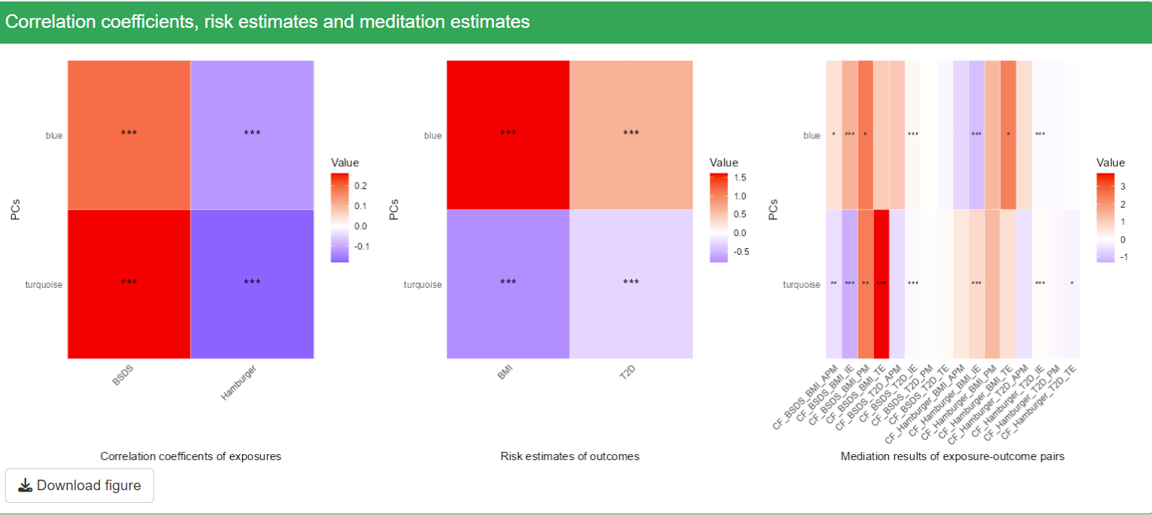 Correlation coefficients, risk estimates and meditation estimates
PCs
blue
turquoise
***
***
***
***
BSDS
Hamburger
Value
0.2
0.1
0.0
-0.1
Correlation coefficents of exposures
PCs
blue
turquoise
***
***
***
***
BMI
T2D
Value
1.5
1.0
0.5
0.0
-0.5
Risk estimates of outcomes
PCs
blue
turquoise
* *** * *** *** * ***
** *** ** *** *** *** *** *
CF_BSDS_BMI_APM
CF_BSDS_BMI_IE
CF_BSDS_BMI_PM
CF_BSDS_BMI_TE
CF_BSDS_T2D_APM
CF_BSDS_T2D_IE
CF_BSDS_T2D_PM
CF_BSDS_T2D_TE
CF_Hamburger_BMI_APM
CF_Hamburger_BMI_IE
CF_Hamburger_BMI_PM
CF_Hamburger_BMI_TE
CF_Hamburger_T2D_APM
CF_Hamburger_T2D_IE
CF_Hamburger_T2D_PM
CF_Hamburger_T2D_TE
Value
3
2
1
0
-1
Mediation results of exposure-outcome pairs
Download figure